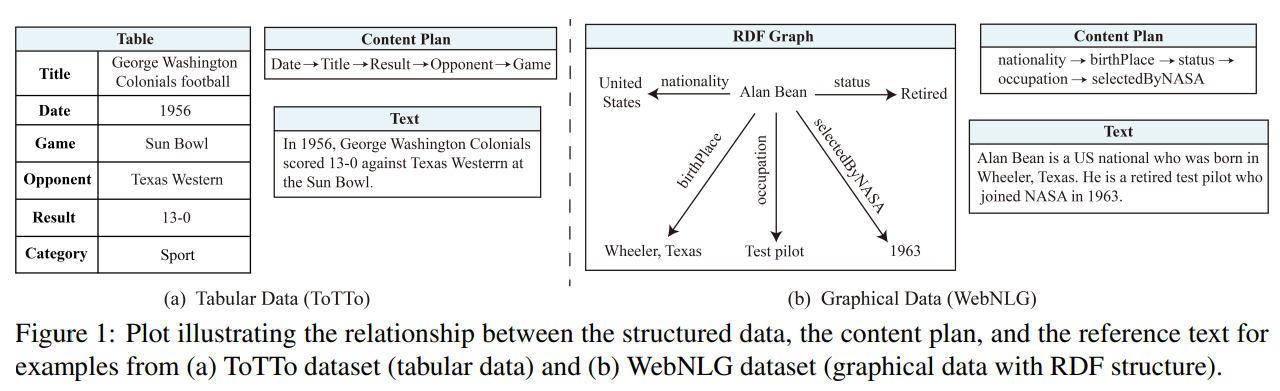 Table
Title
George Washington
Colonials football
Date
1956
Game
Sun Bowl
Opponent
Texas Western
Result
13-0
Category
Sport
Content Plan
Date→Title→Result→Opponent→Game
Text
In 1956, George Washington Colonials
scored 13-0 against Texas Westerrn at
the Sun Bowl.
(a) Tabular Data (ToTTo)
RDF Graph
United
States
nationality
Alan Bean
status
Retired
birthPlace
occupation
selectedByNASA
Wheeler, Texas
Test pilot
1963
Content Plan
nationality → birthPlace → status →
occupation → selectedByNASA
Text
Alan Bean is a US national who was born in
Wheeler, Texas. He is a retired test pilot who
joined NASA in 1963.
(b) Graphical Data (WebNLG)
Figure 1: Plot illustrating the relationship between the structured data, the content plan, and the reference text for
examples from (a) ToTTo dataset (tabular data) and (b) WebNLG dataset (graphical data with RDF structure).